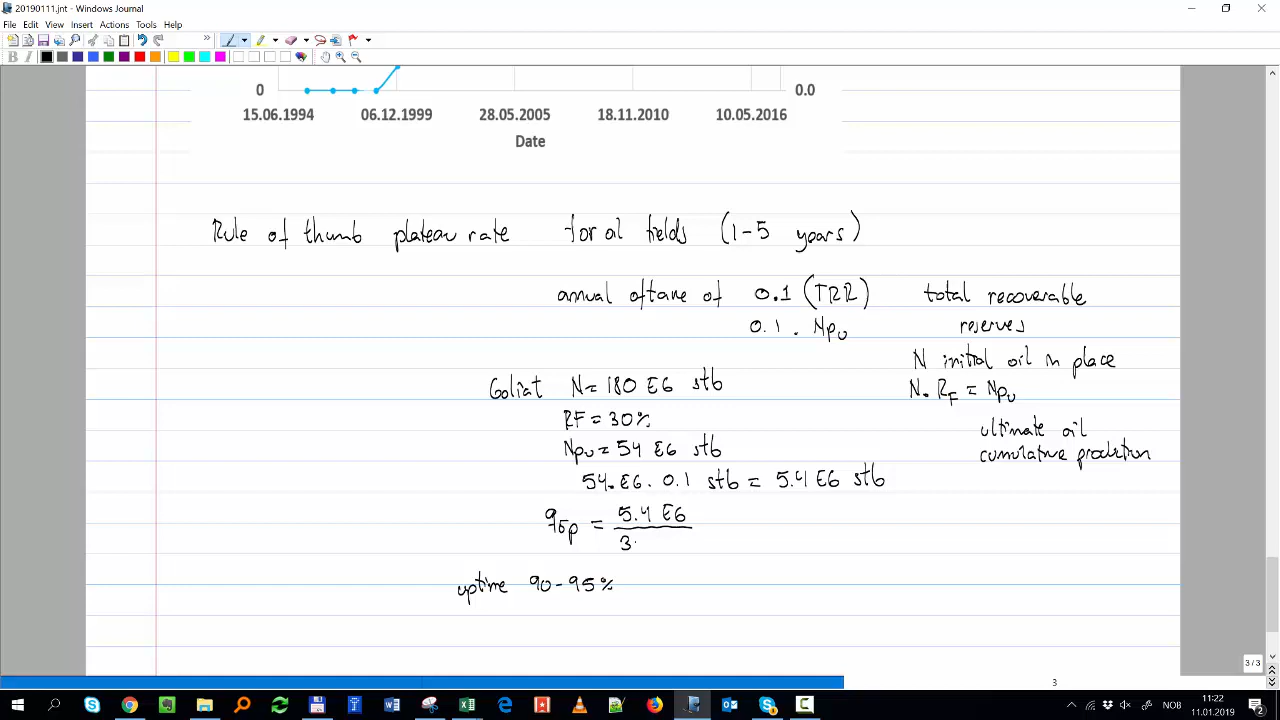 20190111.jnt - Windows Journal
File Edit View Insert Actions Tools Help
B I
0 0.0
15.06.1994 06.12.1999 28.05.2005 18.11.2010 10.05.2016
Date
Rule of thumb plateau rate for oil fields (1-5 years)
annual oftake of 0.1 (TRR) total recoverable
0.1 . Npu reserves
N initial oil in place
Goliat N= 180 E6 stb N. RF = Npu
RF = 30%
ultimate oil
Npu = 54 E6 stb cumulative production
54.E6. 0.1 stb = 5.4 E6 stb
= 5.4 E6
3.
uptime 90-95%
3/3
3
11:22
NOB
11.01.2019
2